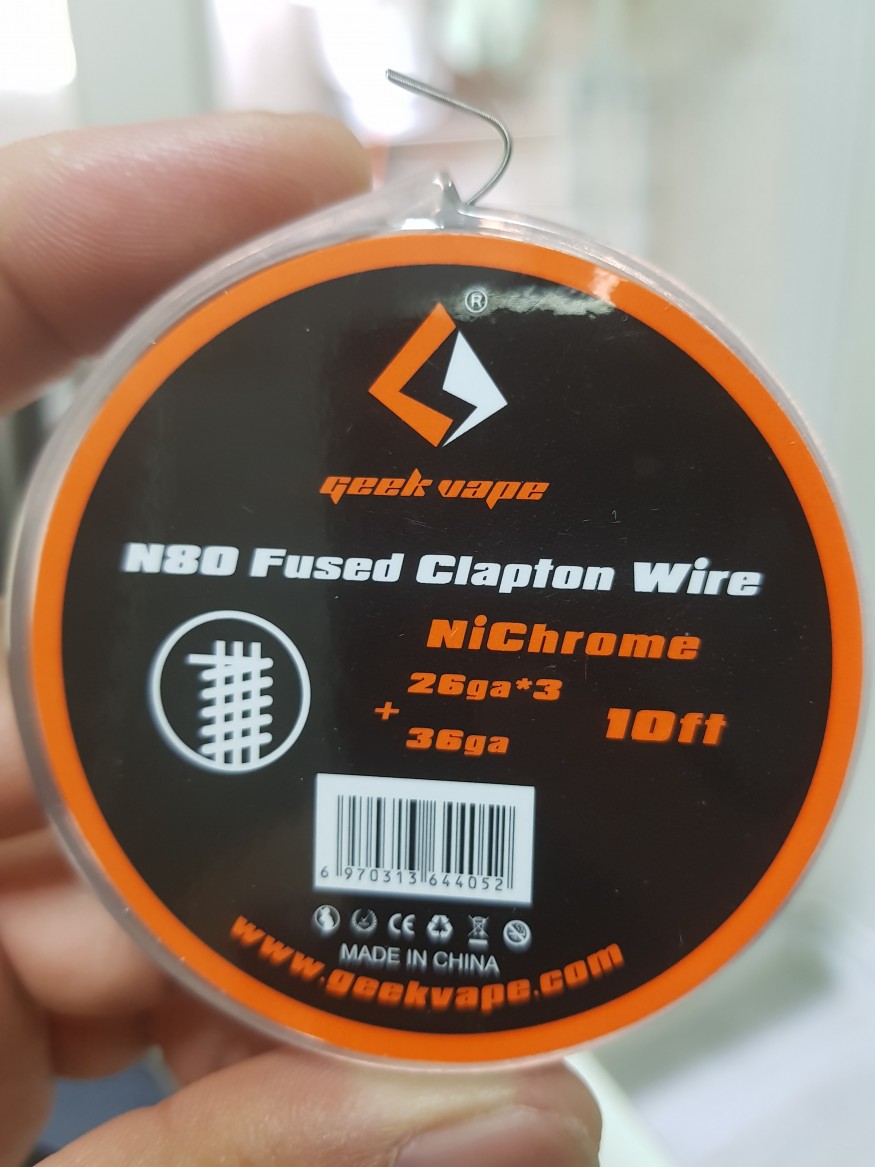 ®
geek vape
N80 Fused Clapton Wire
NiChrome
26ga*3
+
36ga
10ft
6 970313 644052
CE
MADE IN CHINA
www.geekvape.com